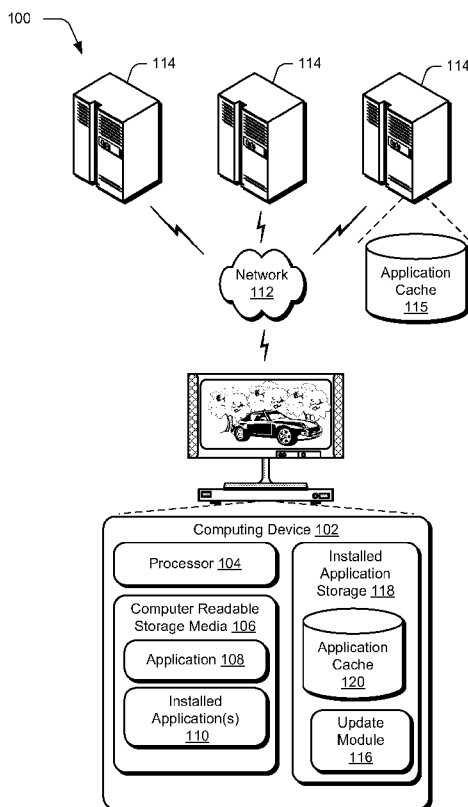 100
114
114
114
Network
112
Application
Cache
115
Computing Device 102
Processor 104
Computer Readable
Storage Media 106
Application 108
Installed
Application(s)
110
Installed
Application
Storage 118
Application
Cache
120
Update
Module
116